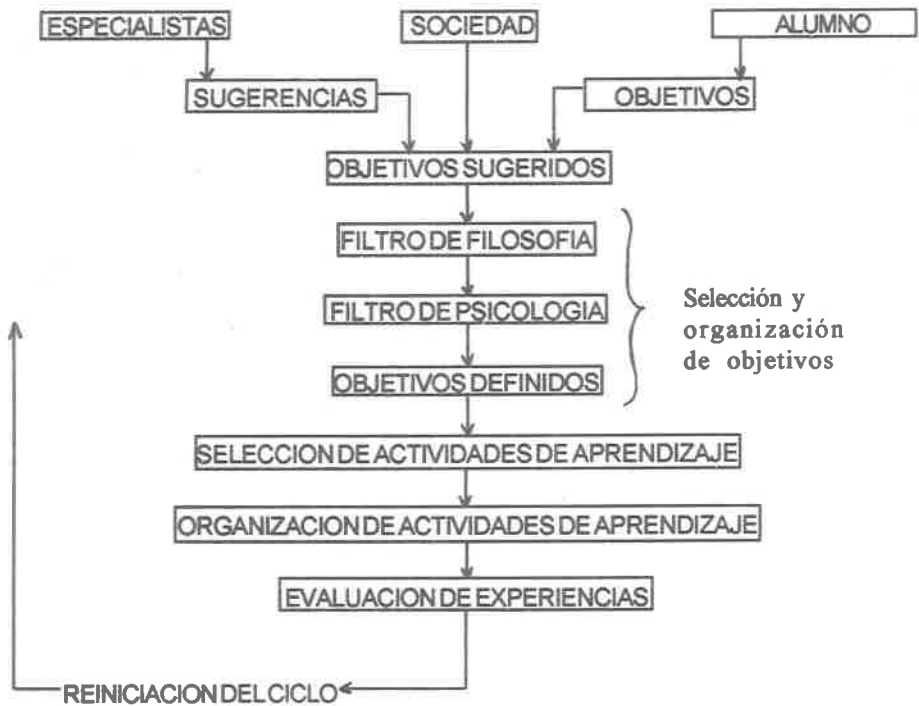 ESPECIALISTAS
SOCIEDAD
ALUMNO
SUGERENCIAS
OBJETIVOS
OBJETIVOS SUGERIDOS
FILTRO DE FILOSOFIA
FILTRO DE PSICOLOGIA
OBJETIVOS DEFINIDOS
Selección y
organización
de objetivos
SELECCION DE ACTIVIDADES DE APRENDIZAJE
ORGANIZACION DE ACTIVIDADES DE APRENDIZAJE
EVALUACION DE EXPERIENCIAS
REINICIACION DEL CICLO